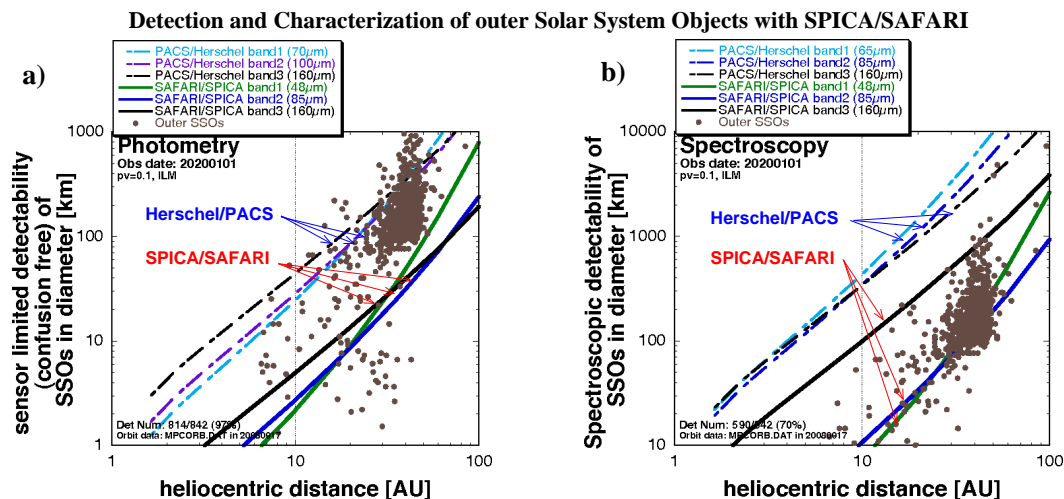 Detection and Characterization of outer Solar System Objects with SPICA/SAFARI
a)
PACS/Herschel band1 (70µm)
PACS/Herschel band2 (100µm)
PACS/Herschel band3 (160µm)
SAFARI/SPICA band1 (48µm)
SAFARI/SPICA band2 (85µm)
SAFARI/SPICA band3 (160µm)
Outer SSOs
Photometry
Obs date: 20200101
pv=0.1, ILM
Herschel/PACS
SPICA/SAFARI
Det Num: 814/842 (97%)
Orbit data: MPCORB.DAT in 20080917
sensor limited detectability
(confusion free) of
SSOs in diameter [km]
1000
100
10
1
1
10
100
heliocentric distance [AU]
b)
PACS/Herschel band1 (65µm)
PACS/Herschel band2 (85µm)
PACS/Herschel band3 (160µm)
SAFARI/SPICA band1 (48µm)
SAFARI/SPICA band2 (85µm)
SAFARI/SPICA band3 (160µm)
Outer SSOs
Spectroscopy
Obs date: 20200101
pv=0.1, ILM
Herschel/PACS
SPICA/SAFARI
Det Num: 590/842 (70%)
Orbit data: MPCORB.DAT in 20080917
Spectroscopic detectability of
SSOs in diameter [km]
10000
1000
100
10
1
10
100
heliocentric distance [AU]